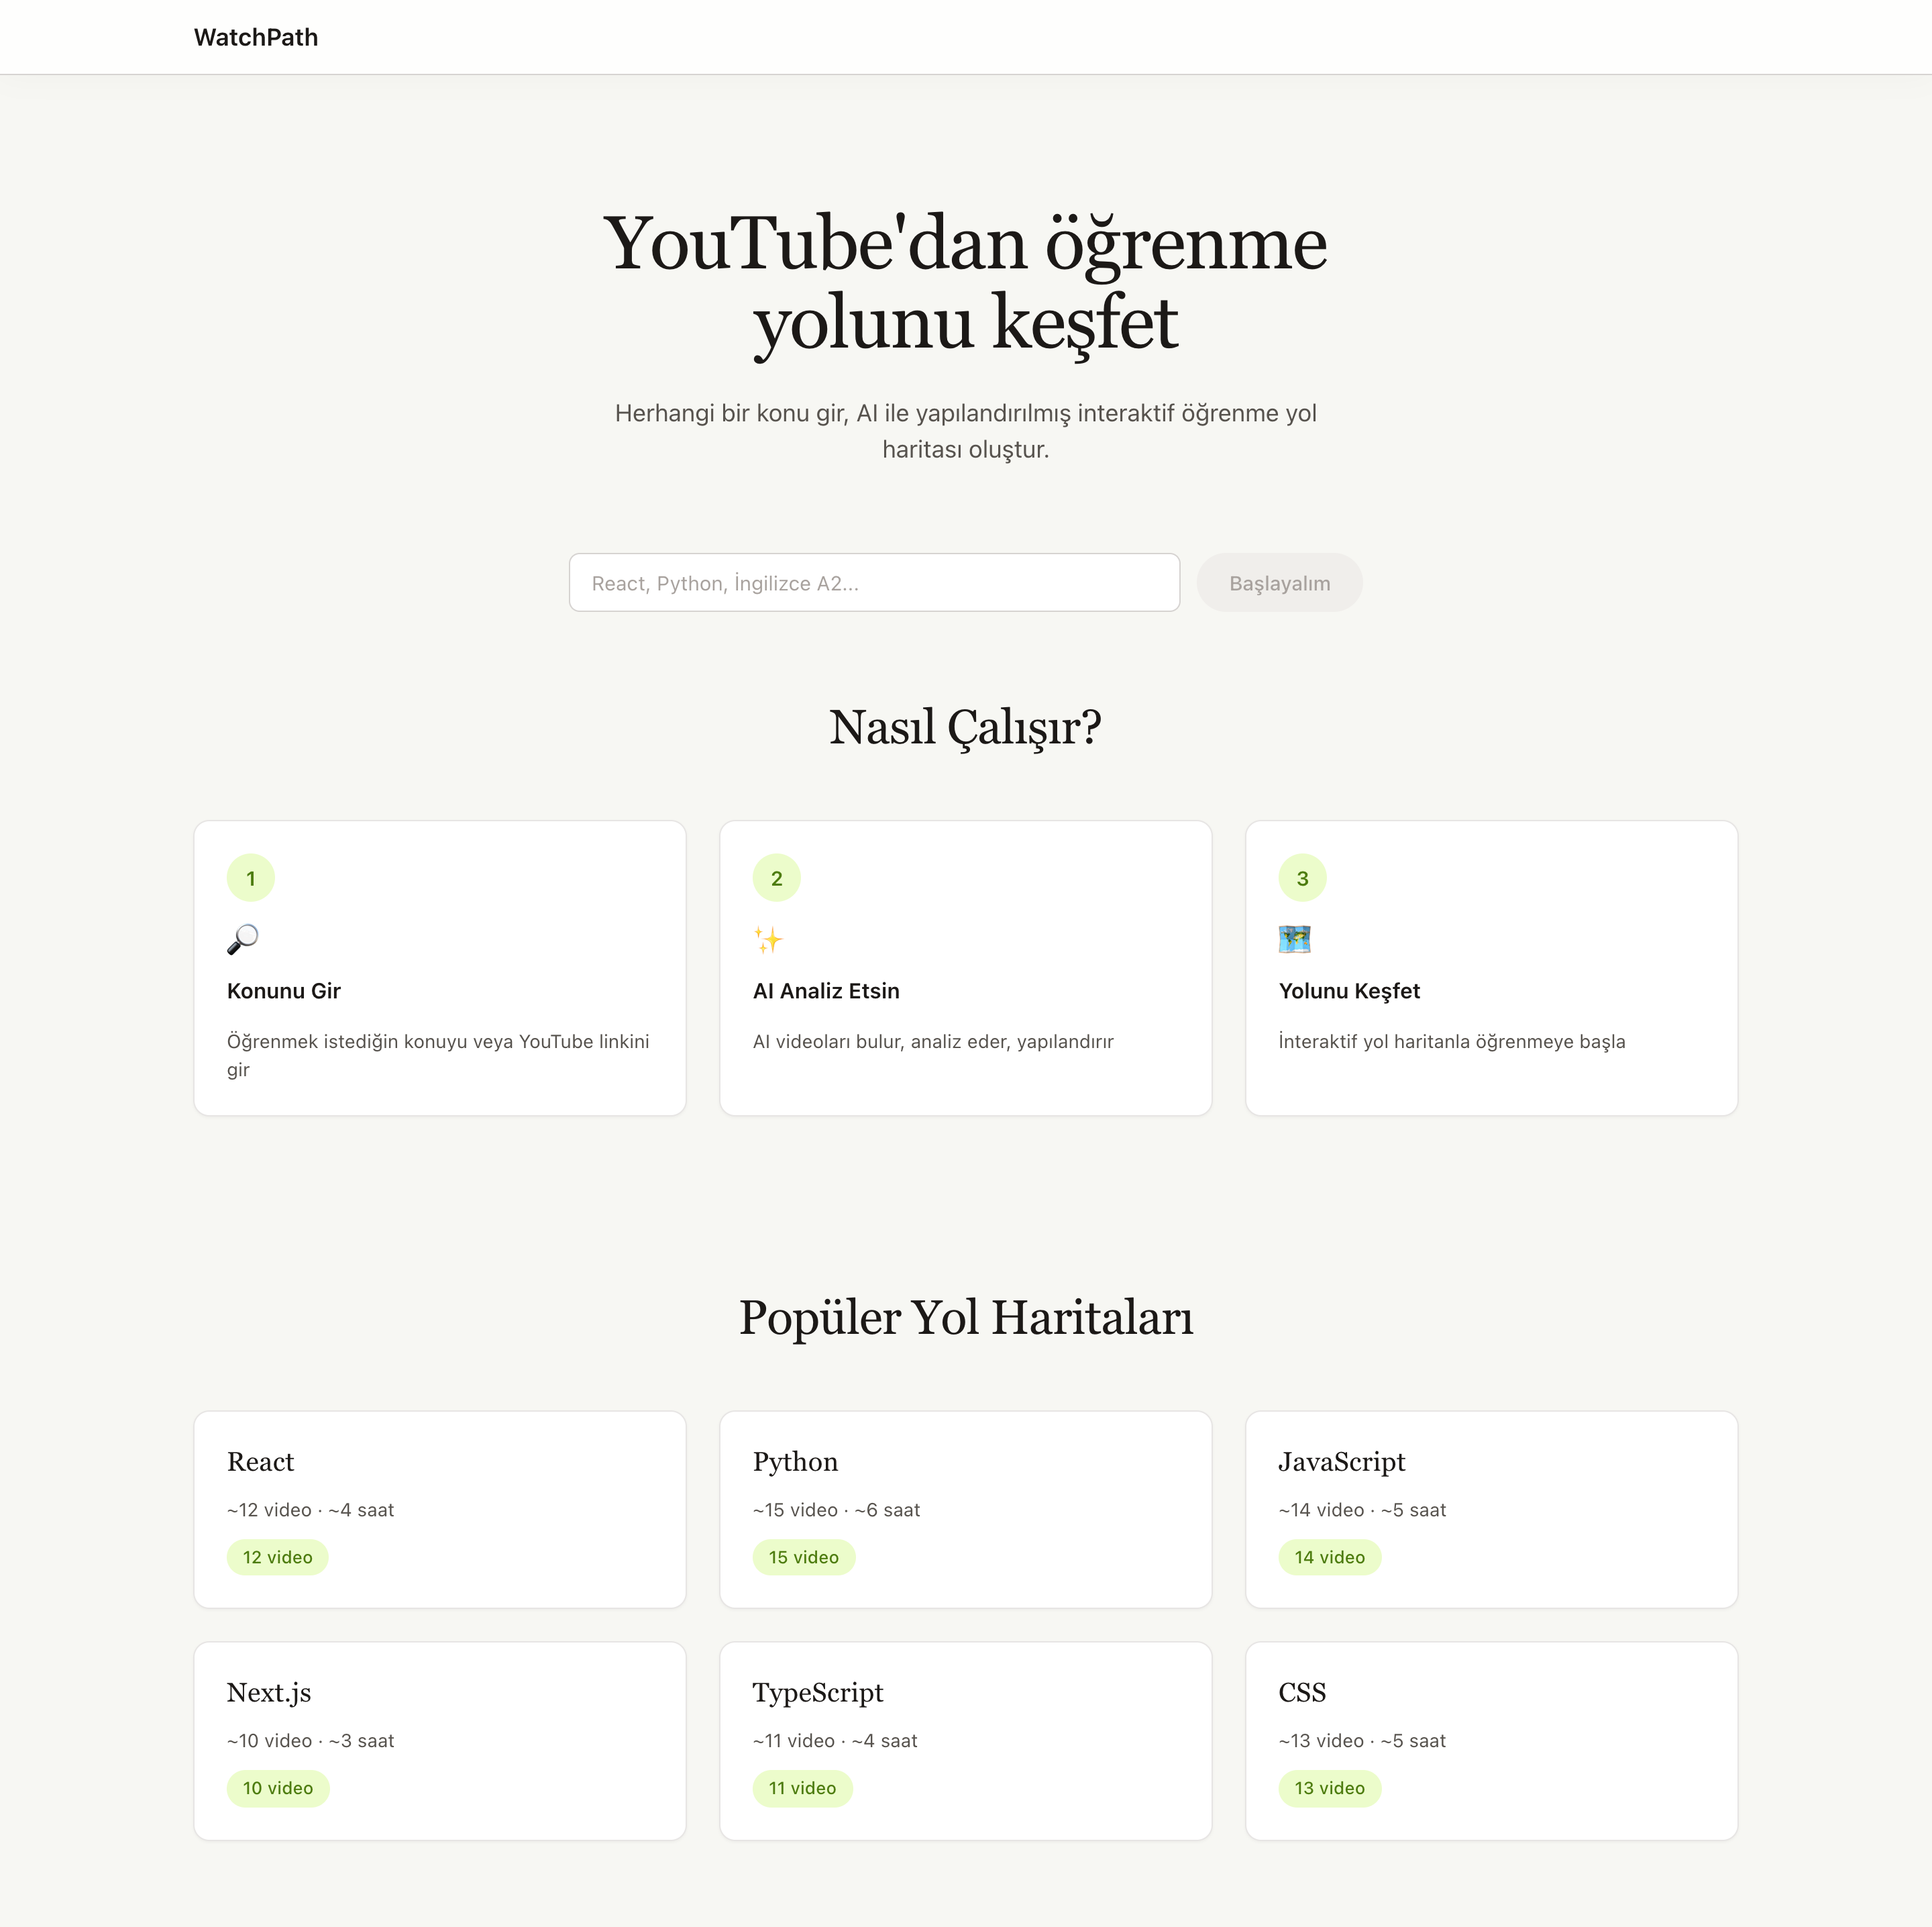 WatchPath
YouTube'dan öğrenme
yolunu keşfet
Herhangi bir konu gir, AI ile yapılandırılmış interaktif öğrenme yol
haritası oluştur.
React, Python, İngilizce A2...
Başlayalım
Nasıl Çalışır?
1
Konunu Gir
Öğrenmek istediğin konuyu veya YouTube linkini
gir
2
AI Analiz Etsin
AI videoları bulur, analiz eder, yapılandırır
3
Yolunu Keşfet
İnteraktif yol haritanla öğrenmeye başla
Popüler Yol Haritaları
React
~12 video · ~4 saat
12 video
Python
~15 video · ~6 saat
15 video
JavaScript
~14 video · ~5 saat
14 video
Next.js
~10 video · ~3 saat
10 video
TypeScript
~11 video · ~4 saat
11 video
CSS
~13 video · ~5 saat
13 video